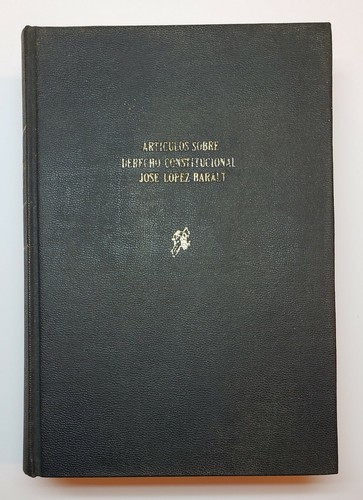 ARTICULOS SOBRE
DERECHO CONSTITUCIONAL
JOSE LOPEZ BARALT